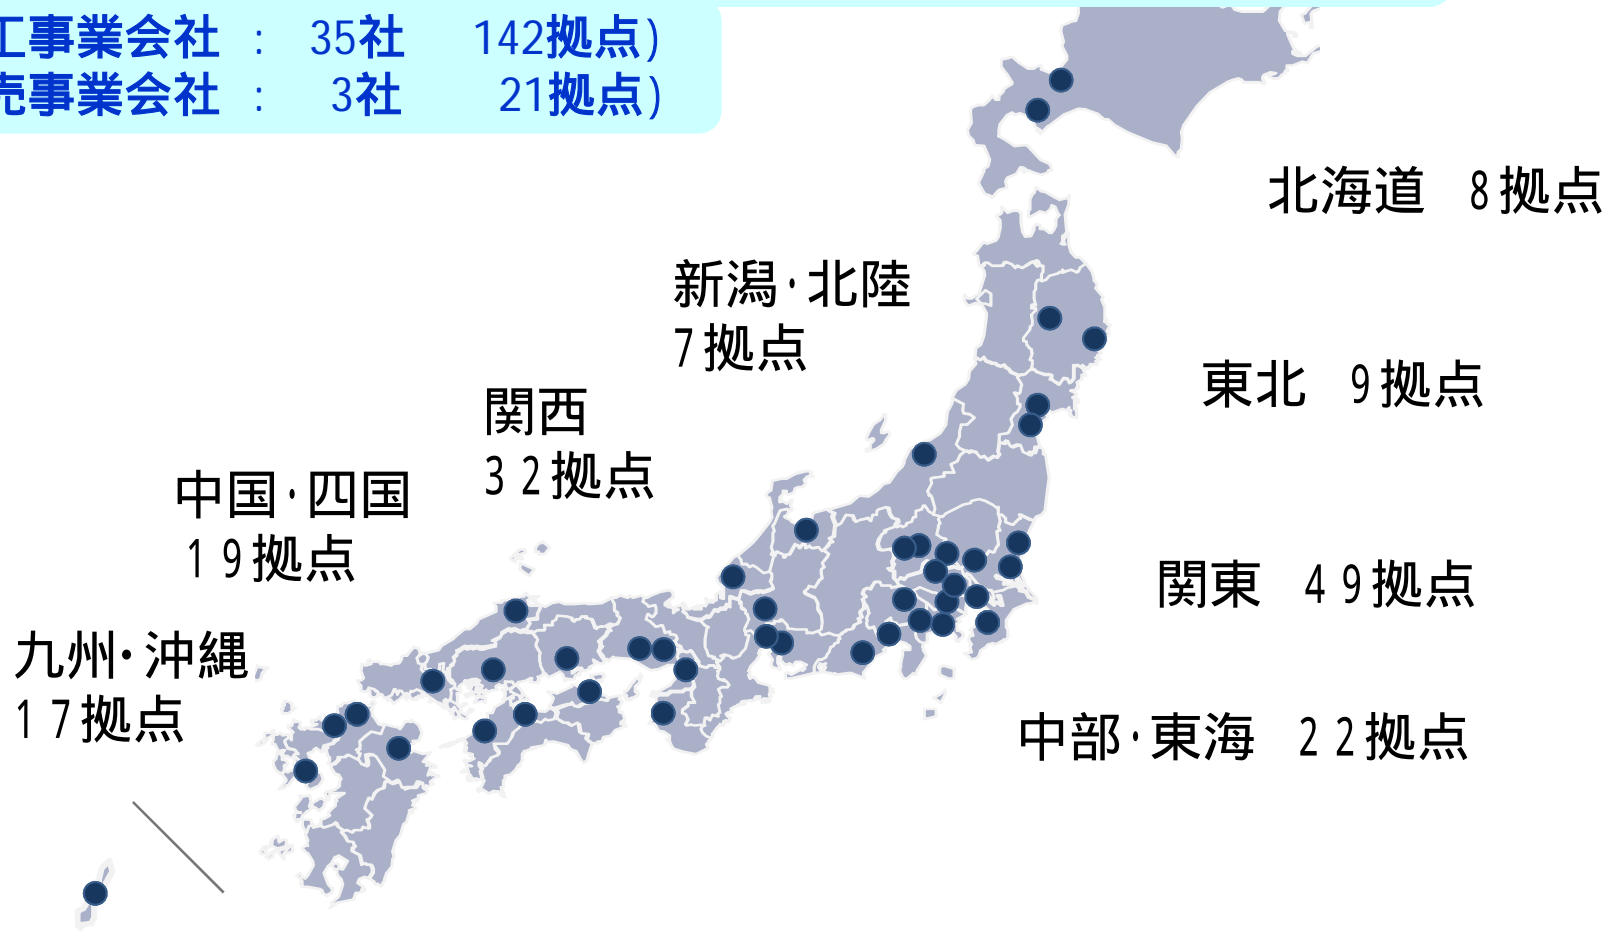 工事業会社 : 35社 142拠点)
売事業会社 : 3社 21拠点)
北海道 8拠点
新潟・北陸
7拠点
東北 9拠点
関西
32拠点
中国・四国
19拠点
関東 49拠点
九州・沖縄
17拠点
中部・東海 22拠点